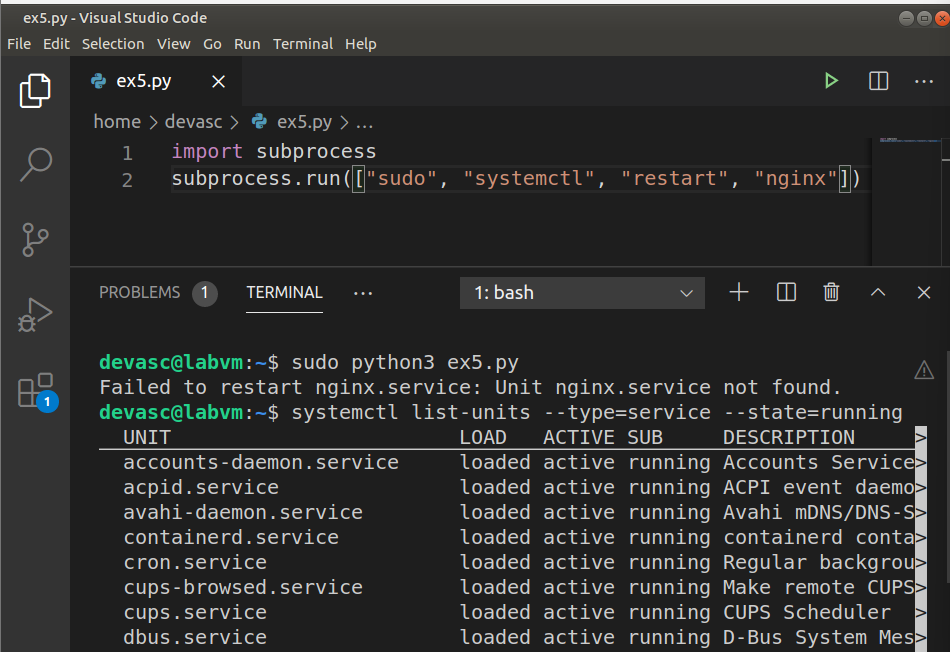 ex5.py - Visual Studio Code
File Edit Selection View Go Run Terminal Help
ex5.py
home > devasc > ex5.py > ...
1 import subprocess
2 subprocess.run(["sudo", "systemctl", "restart", "nginx"])
PROBLEMS 1 TERMINAL ... 1: bash
devasc@labvm:~$ sudo python3 ex5.py
Failed to restart nginx.service: Unit nginx.service not found.
devasc@labvm:~$ systemctl list-units --type=service --state=running
UNIT LOAD ACTIVE SUB DESCRIPTION >
accounts-daemon.service loaded active running Accounts Service>
acpid.service loaded active running ACPI event daemo>
avahi-daemon.service loaded active running Avahi mDNS/DNS-S>
containerd.service loaded active running containerd conta>
cron.service loaded active running Regular backgrou>
cups-browsed.service loaded active running Make remote CUPS>
cups.service loaded active running CUPS Scheduler >
dbus.service loaded active running D-Bus System Mes>
1